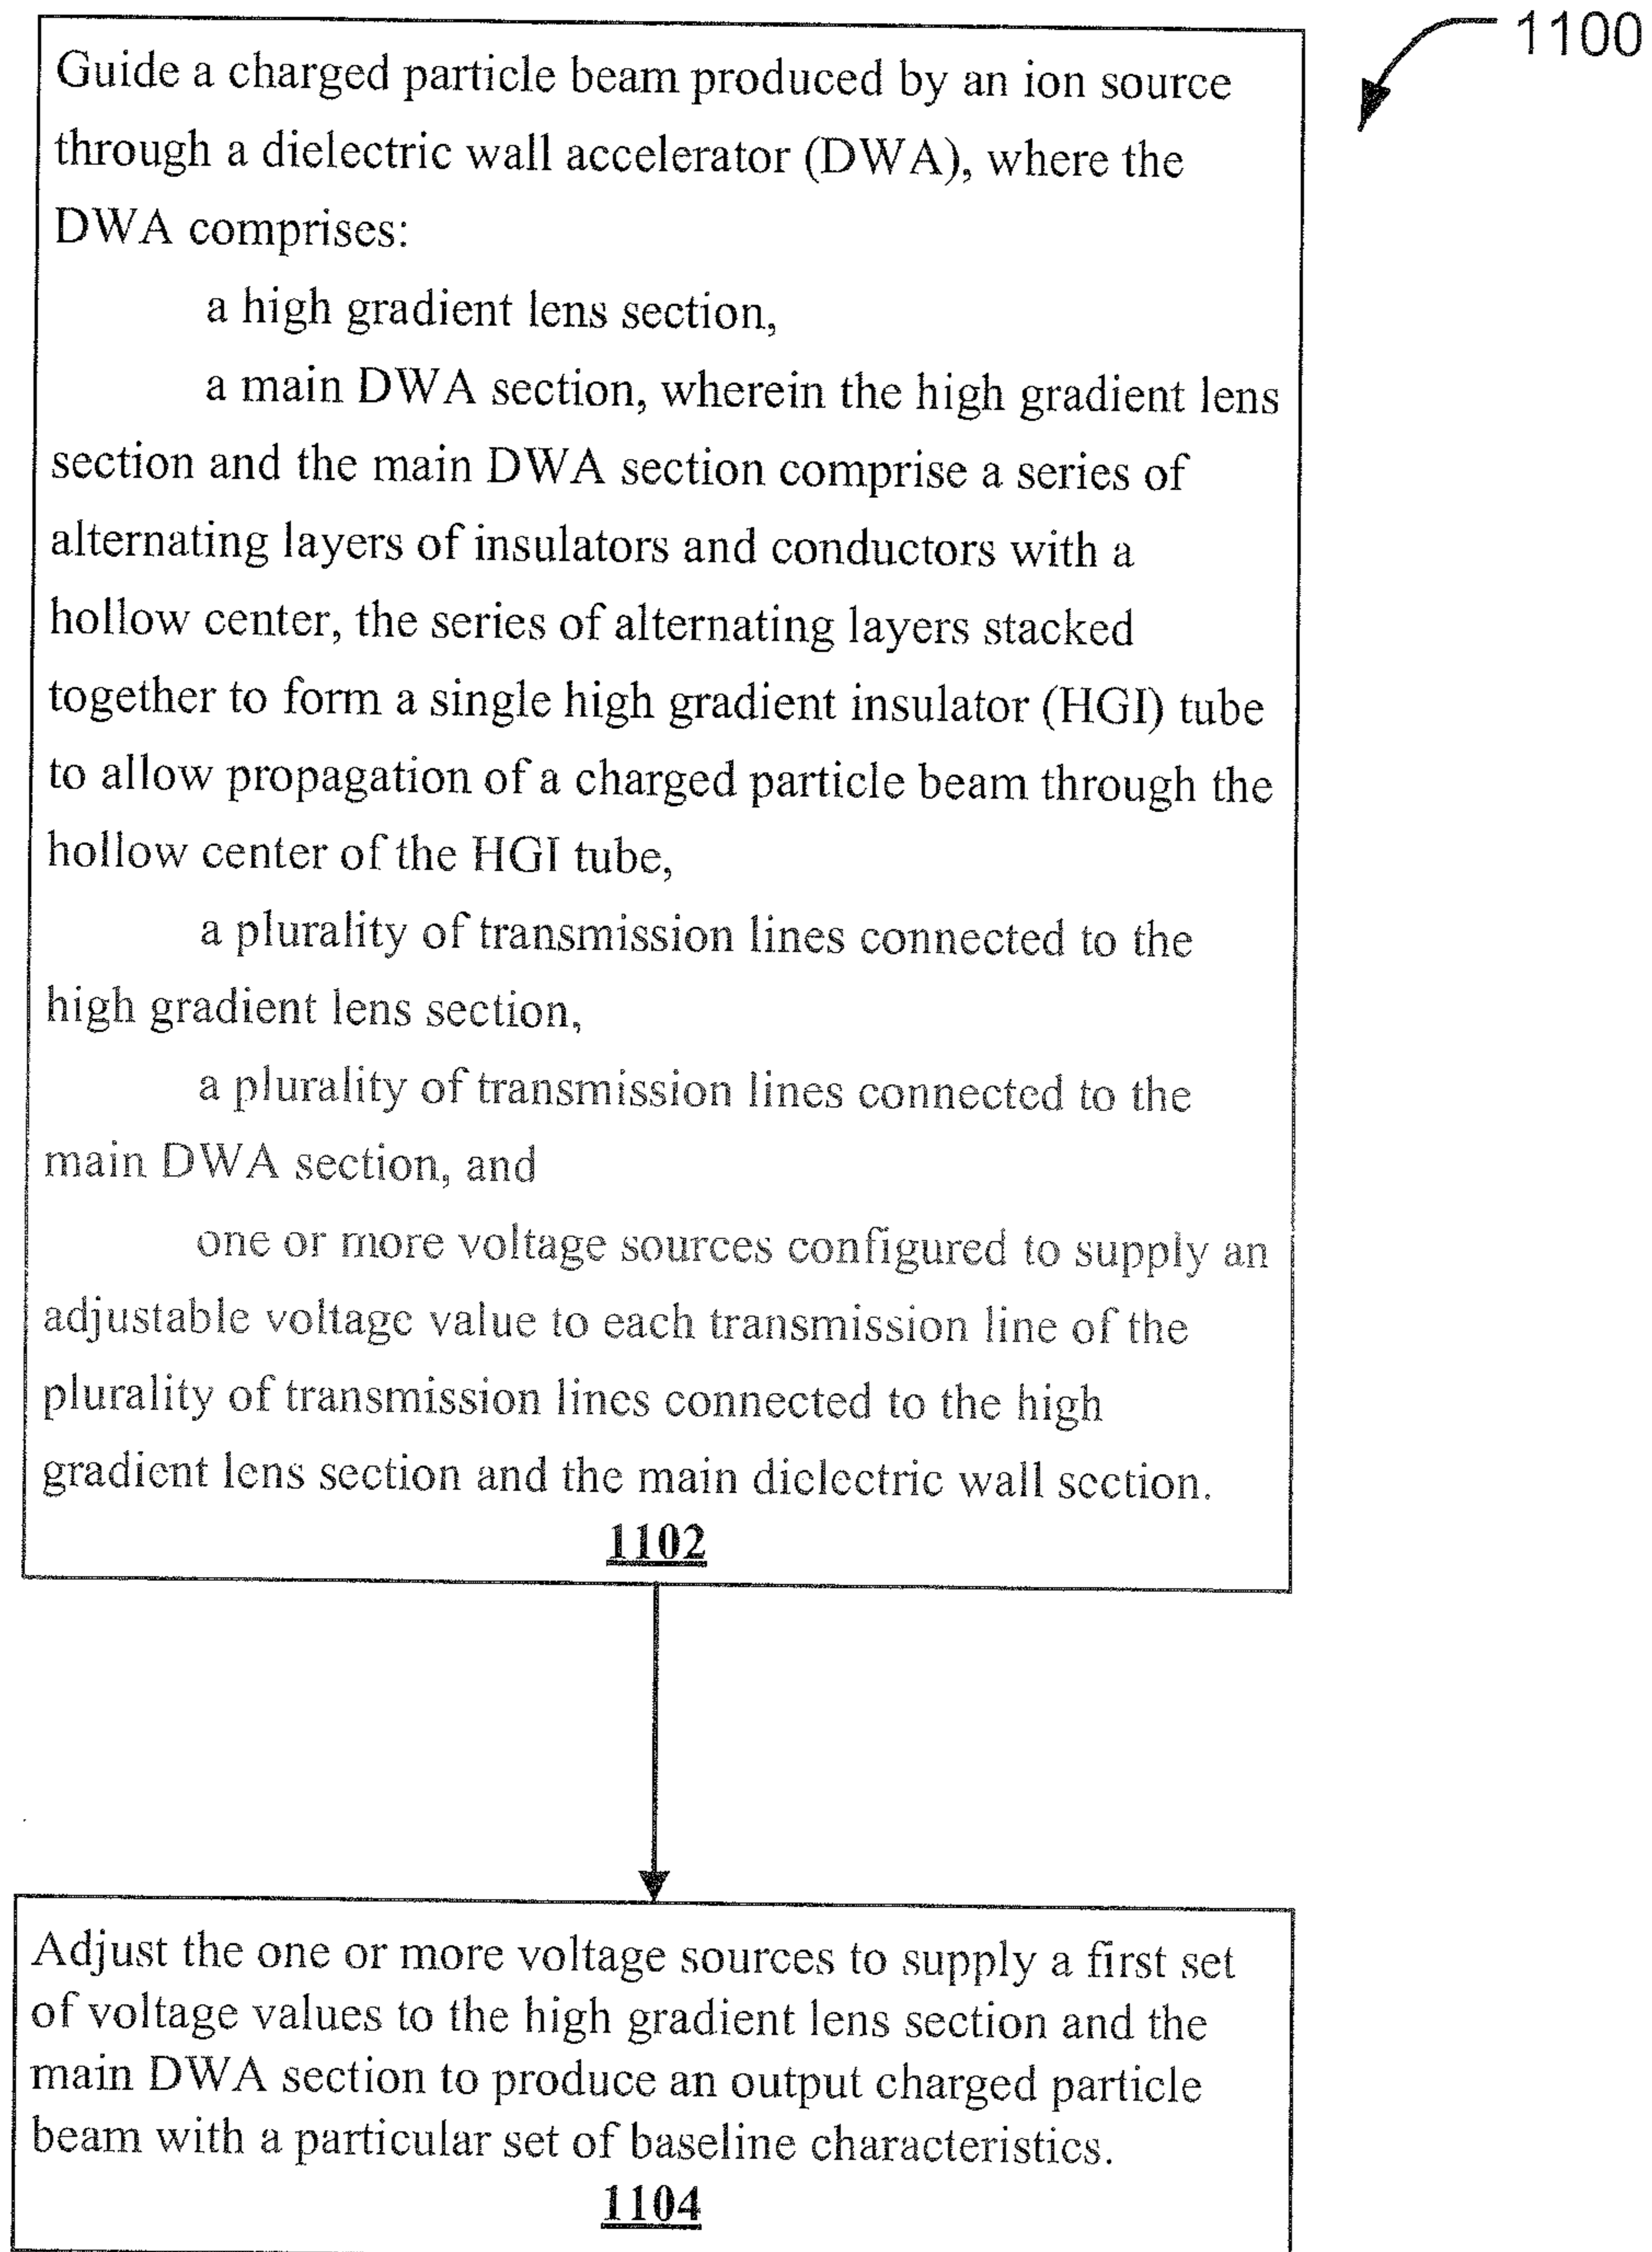 1100
Guide a charged particle beam produced by an ion source
through a dielectric wall accelerator (DWA), where the
DWA comprises:
a high gradient lens section,
a main DWA section, wherein the high gradient lens
section and the main DWA section comprise a series of
alternating layers of insulators and conductors with a
hollow center, the series of alternating layers stacked
together to form a single high gradient insulator (HGI) tube
to allow propagation of a charged particle beam through the
hollow center of the HGI tube,
a plurality of transmission lines connected to the
high gradient lens section,
a plurality of transmission lines connected to the
main DWA section, and
one or more voltage sources configured to supply an
adjustable voltage value to each transmission line of the
plurality of transmission lines connected to the high
gradient lens section and the main dielectric wall section.
1102
Adjust the one or more voltage sources to supply a first set
of voltage values to the high gradient lens section and the
main DWA section to produce an output charged particle
beam with a particular set of baseline characteristics.
1104